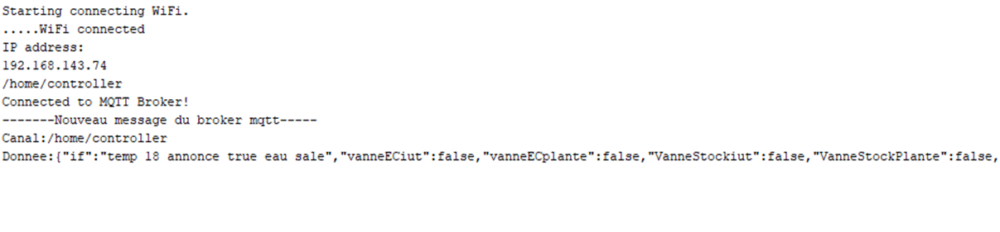 Starting connecting WiFi.
.....WiFi connected
IP address:
192.168.143.74
/home/controller
Connected to MQTT Broker!
-------Nouveau message du broker mqtt-----
Canal:/home/controller
Donnee:{"if":"temp 18 annonce true eau sale","vanneECiut":false,"vanneECplante":false,"VanneStockiut":false,"VanneStockPlante":false,